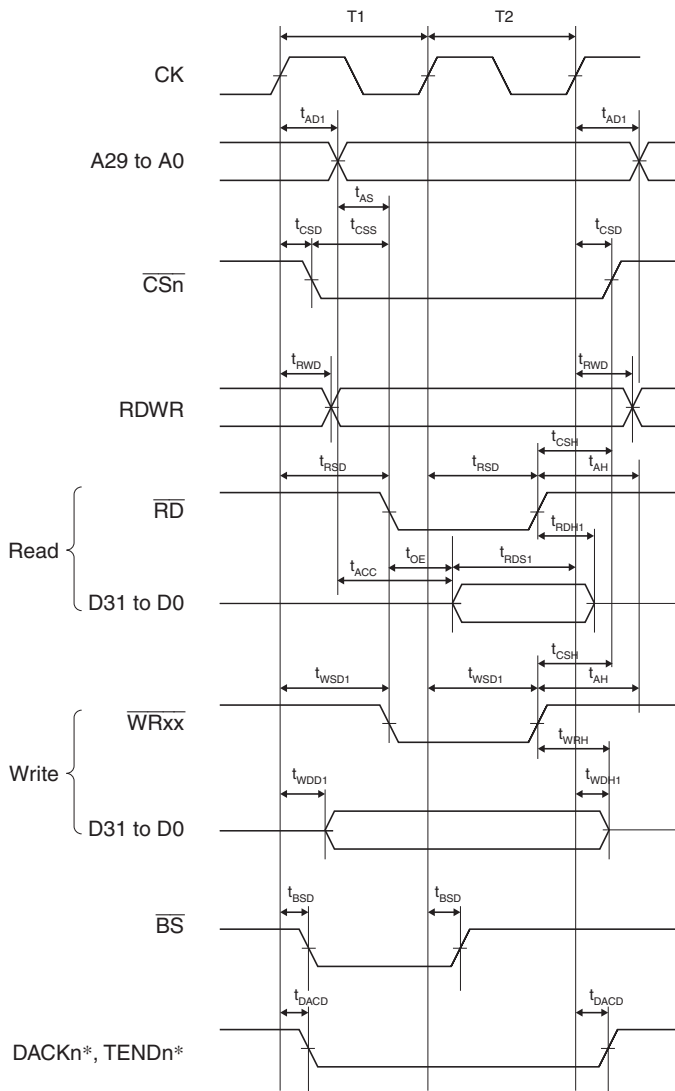 T1 T2
CK
tAD1 tAD1
A29 to A0
tAS
tCSD tCSS tCSD
CSn
tRWD tRWD
RDWR
tCSH
tRSD tRSD tAH
RD
tRDH1
Read
tOE tRDS1
tACC
D31 to D0
tCSH
tWSD1 tWSD1 tAH
WRxx
tWRH
Write
tWDD1 tWDH1
D31 to D0
tBSD tBSD
BS
tDACD tDACD
DACKn*, TENDn*